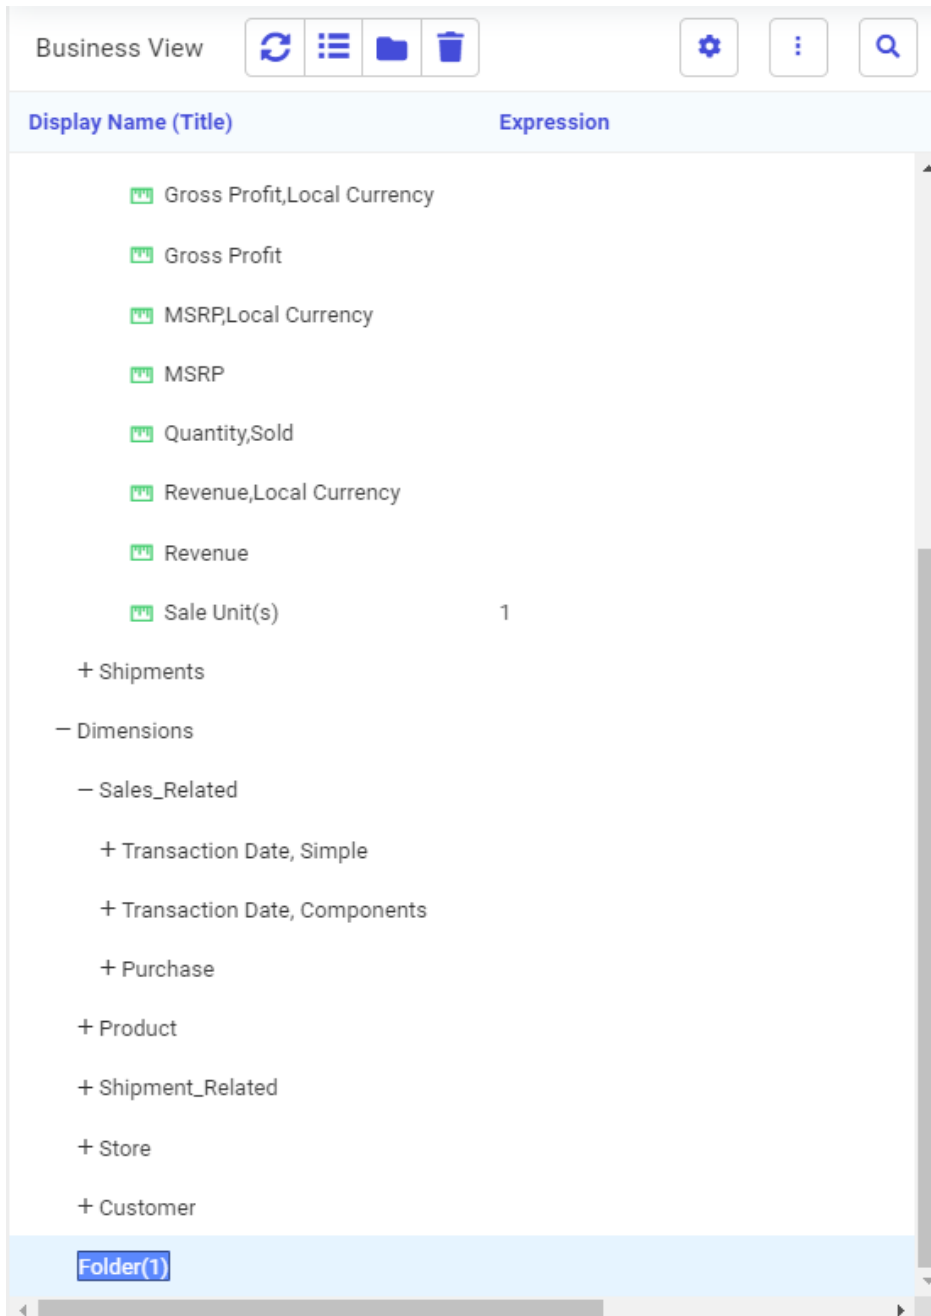 Business View
Display Name (Title) Expression
Gross Profit,Local Currency
Gross Profit
MSRP,Local Currency
MSRP
Quantity,Sold
Revenue,Local Currency
Revenue
Sale Unit(s) 1
+ Shipments
− Dimensions
− Sales_Related
+ Transaction Date, Simple
+ Transaction Date, Components
+ Purchase
+ Product
+ Shipment_Related
+ Store
+ Customer
Folder(1)